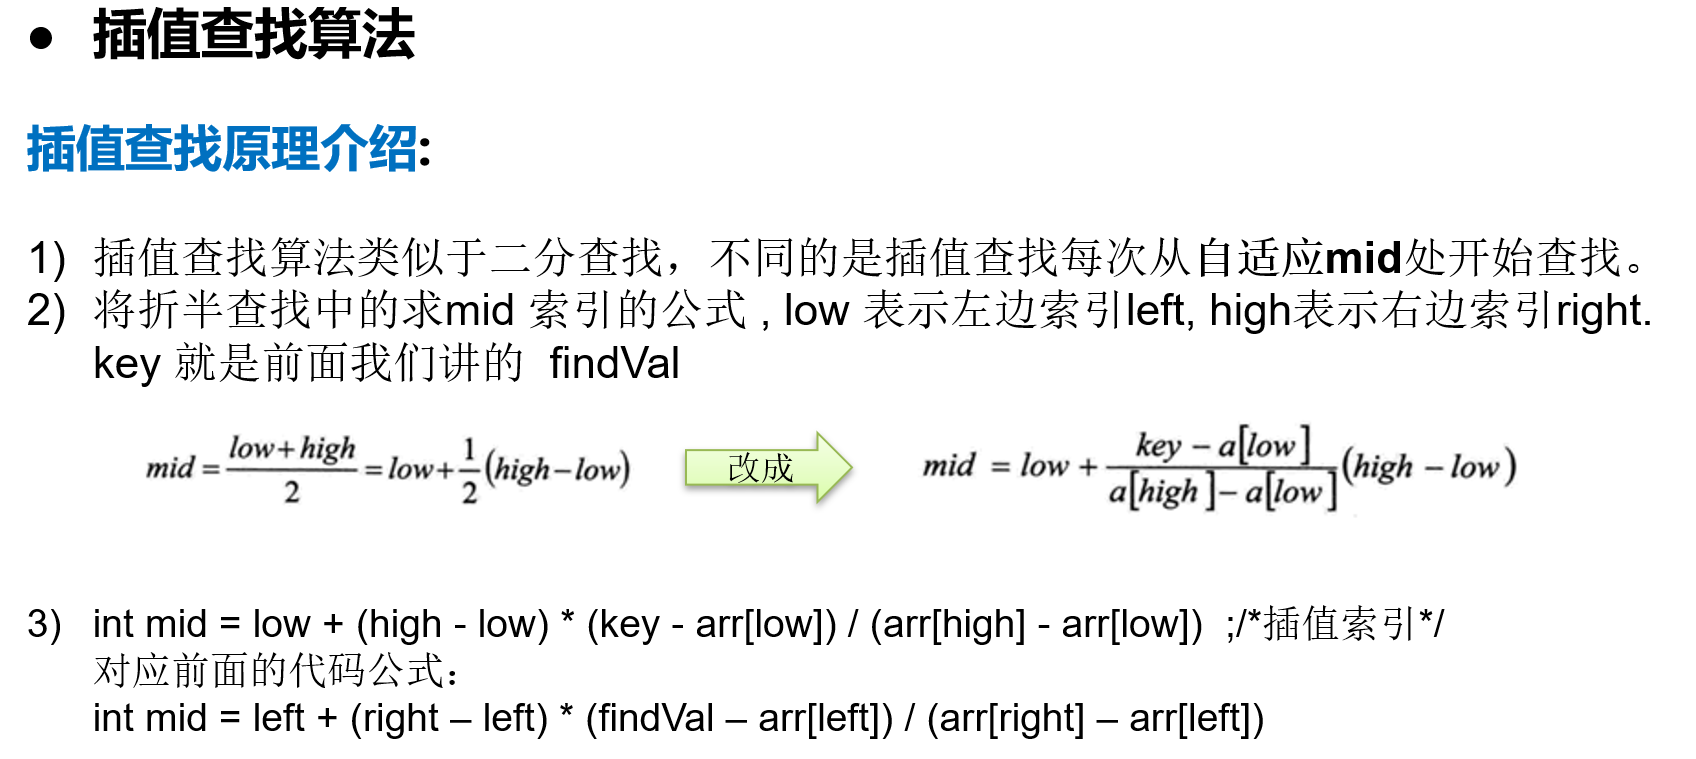 ● 插值查找算法
插值查找原理介绍:
1) 插值查找算法类似于二分查找，不同的是插值查找每次从自适应mid处开始查找。
2) 将折半查找中的求mid 索引的公式 , low 表示左边索引left, high表示右边索引right.
key 就是前面我们讲的 findVal
mid = \frac{low+high}{2} = low + \frac{1}{2}(high-low) 改成 mid = low + \frac{key - a[low]}{a[high] - a[low]}(high - low)
3) int mid = low + (high - low) * (key - arr[low]) / (arr[high] - arr[low]) ;/*插值索引*/
对应前面的代码公式：
int mid = left + (right – left) * (findVal – arr[left]) / (arr[right] – arr[left])